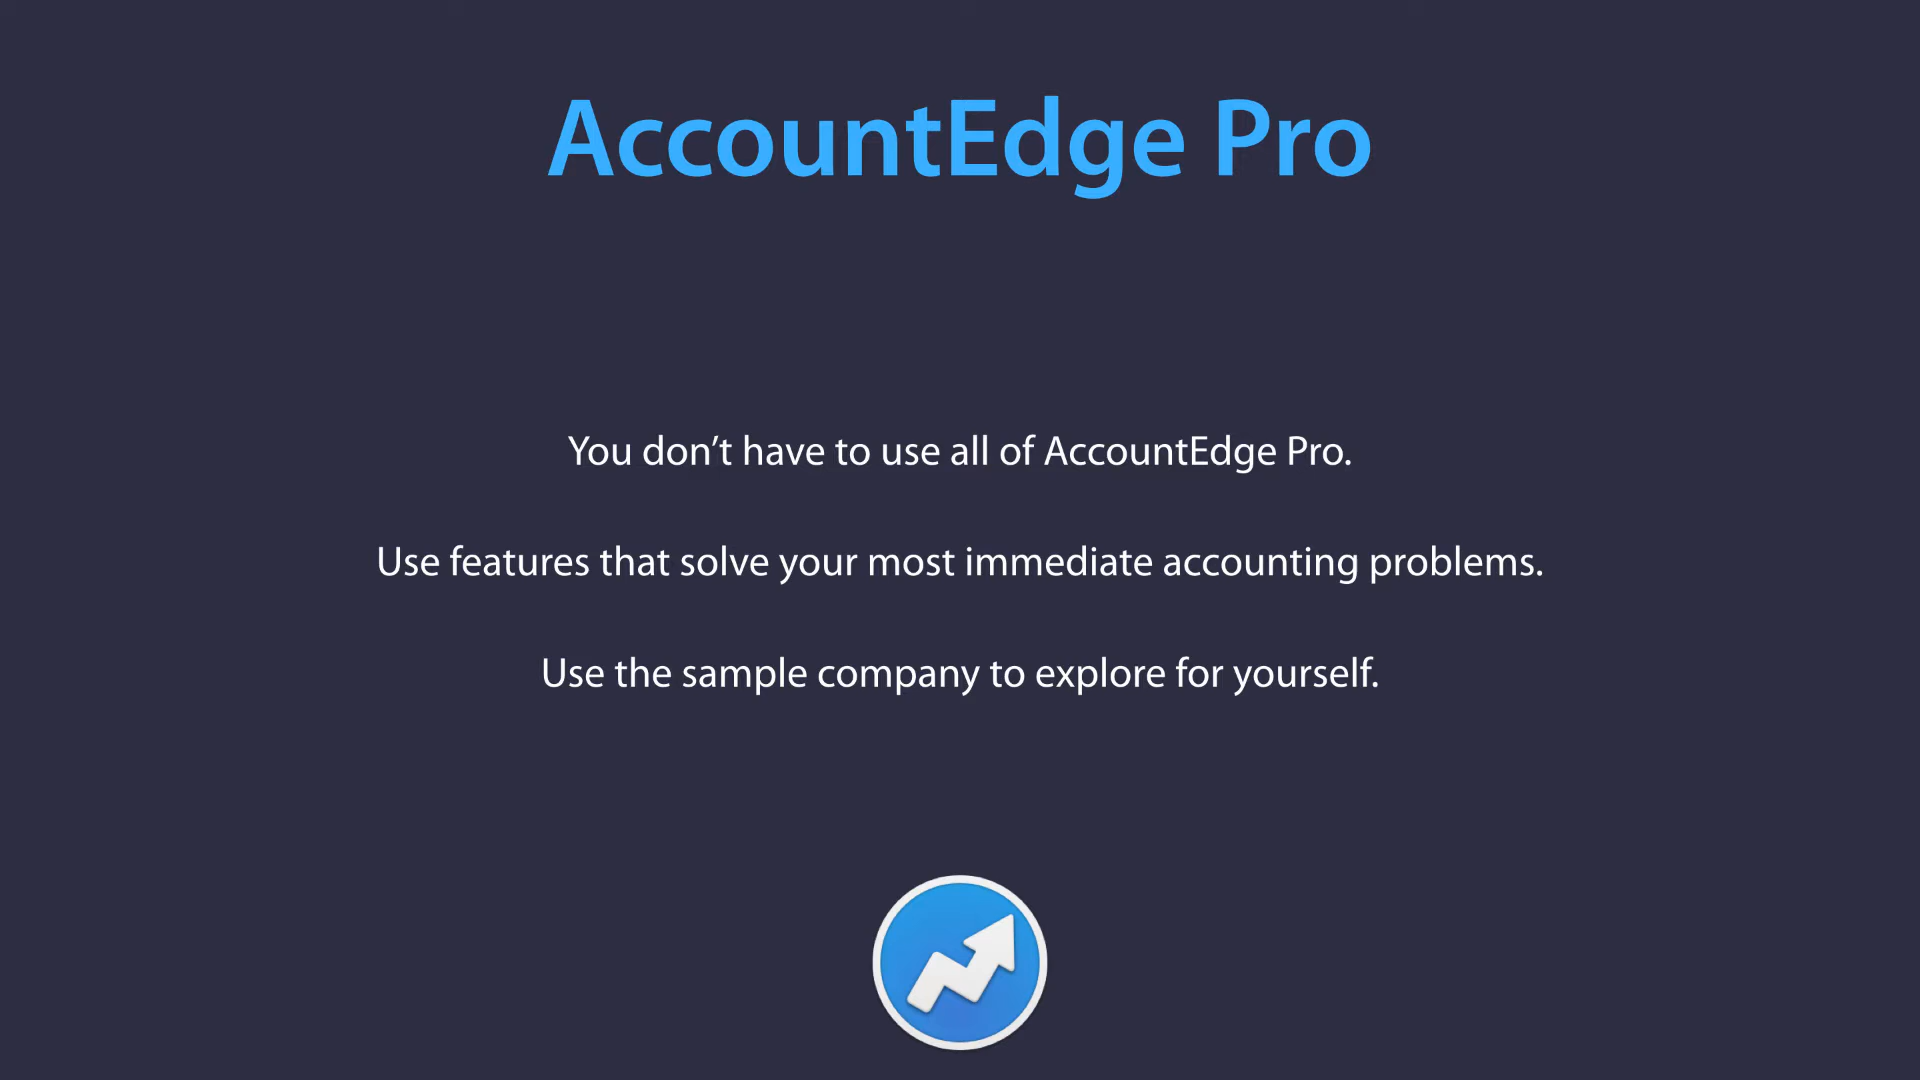 AccountEdge Pro
You don’t have to use all of AccountEdge Pro.
Use features that solve your most immediate accounting problems.
Use the sample company to explore for yourself.